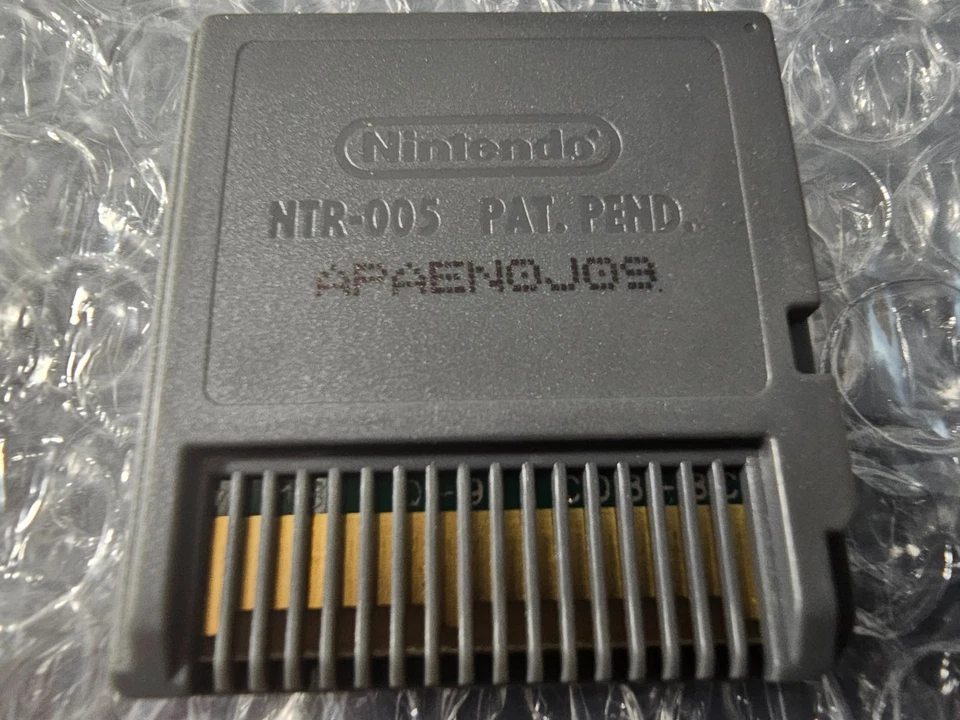 Nintendo
NTR-005 PAT. PEND.
APAEN0J09